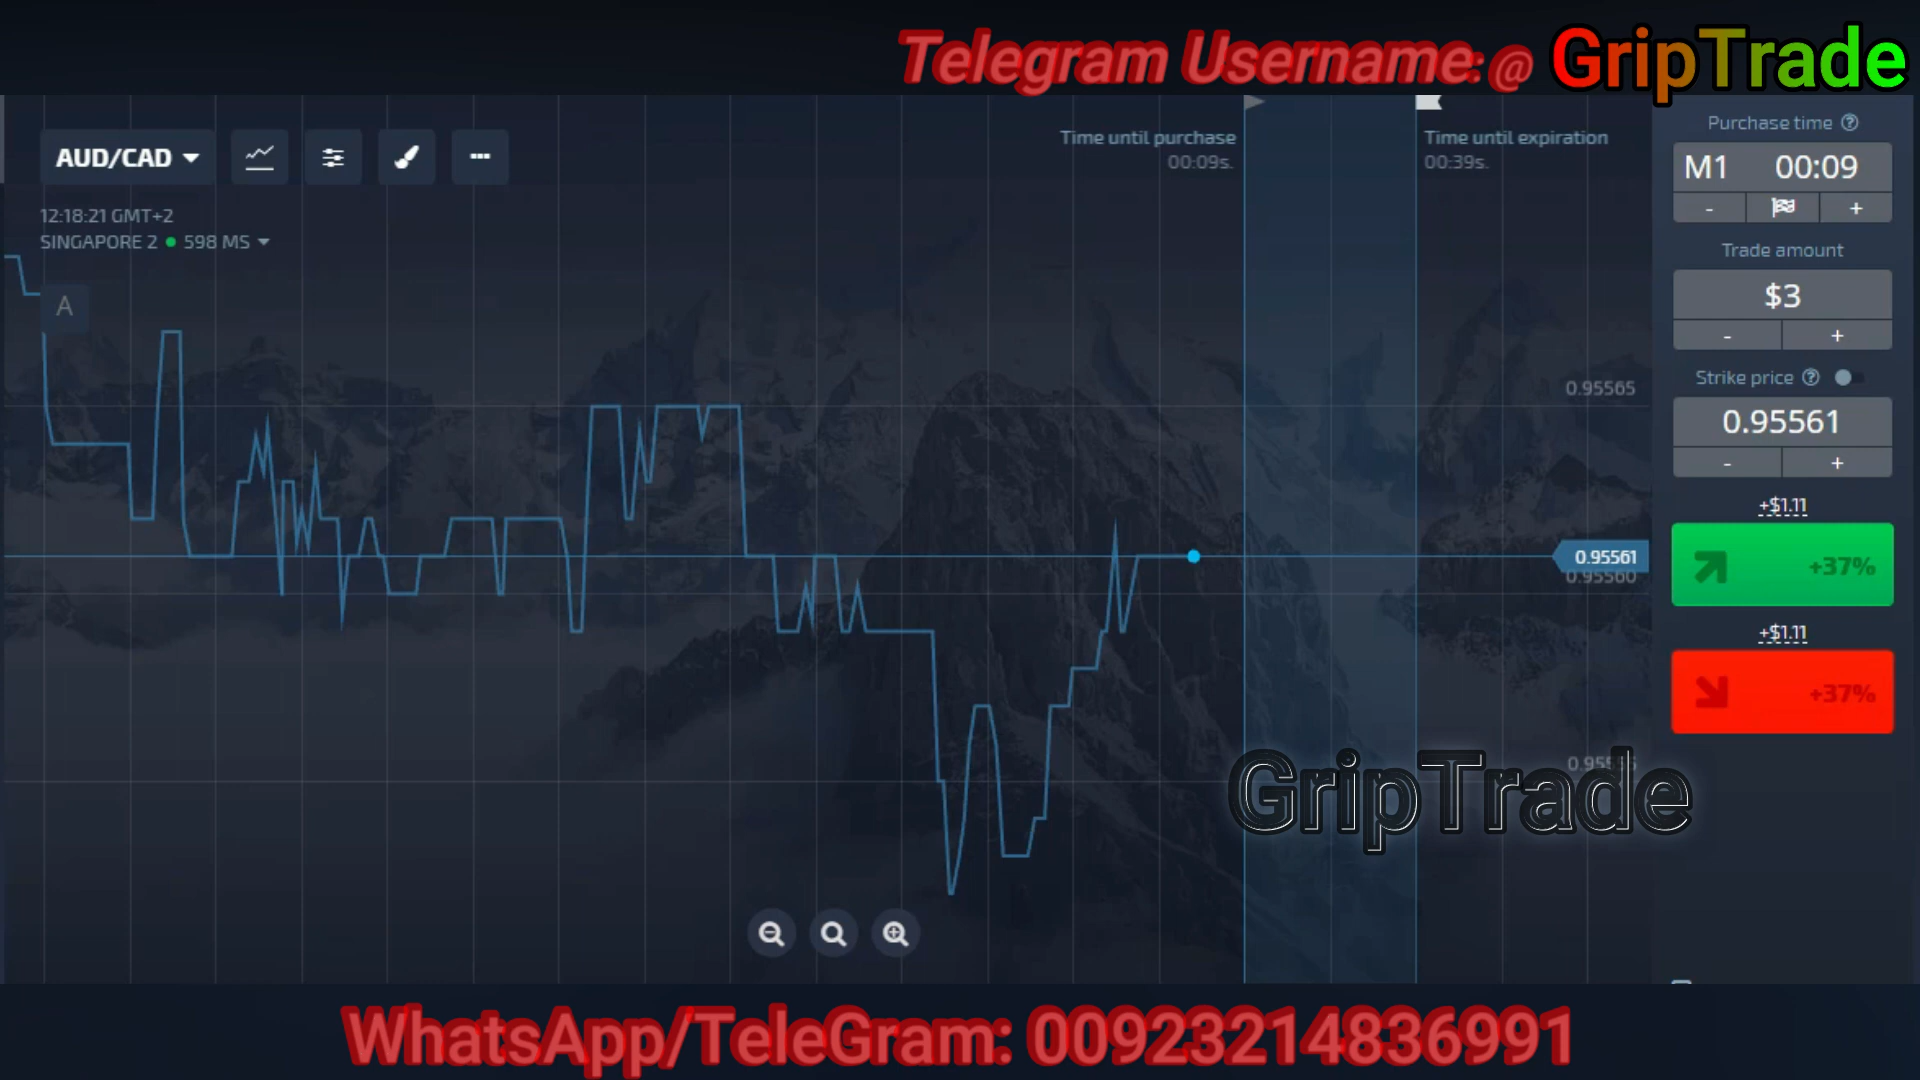 Telegram Username:@ GripTrade
AUD/CAD
12:18:21 GMT+2
SINGAPORE 2 598 MS
A
Time until purchase
00:09s.
Time until expiration
00:39s.
Purchase time
M1 00:09
- +
Trade amount
$3
- +
Strike price
0.95561
- +
+$1.11
+37%
+$1.11
+37%
0.95565
0.95561
0.95560
GripTrade
WhatsApp/TeleGram: 00923214836991